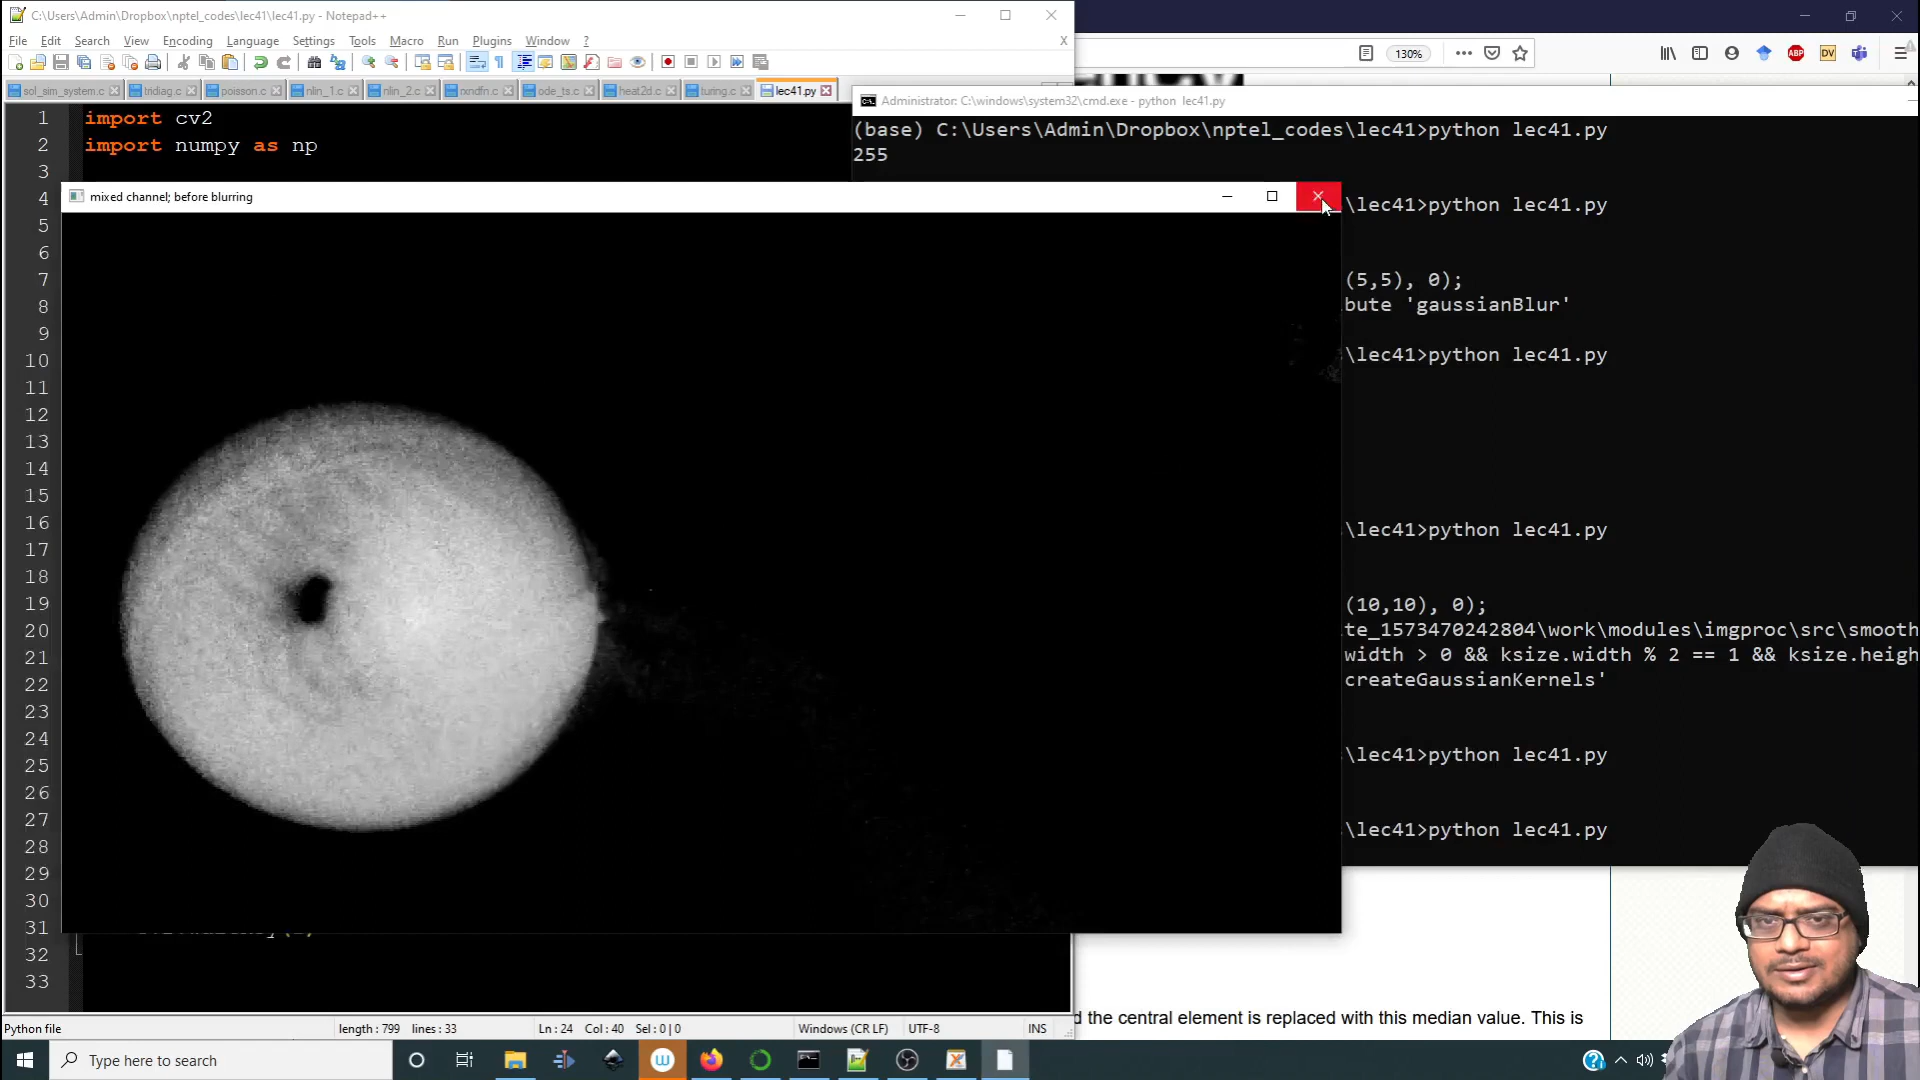 C:\Users\Admin\Dropbox\nptel_codes\lec41\lec41.py - Notepad++
File Edit Search View Encoding Language Settings Tools Macro Run Plugins Window ? X
130%
sol_sim_system.c tridiag.c poisson.c nlin_1.c nlin_2.c rxndfn.c ode_ts.c heat2d.c turing.c lec41.py
Administrator: C:\windows\system32\cmd.exe - python lec41.py
1 import cv2
2 import numpy as np
3
4
5
6
7
8
9
10
11
12
13
14
15
16
17
18
19
20
21
22
23
24
25
26
27
28
29
30
31
32
33
(base) C:\Users\Admin\Dropbox\nptel_codes\lec41>python lec41.py
255
mixed channel; before blurring
\lec41>python lec41.py
(5,5), 0);
bute 'gaussianBlur'
\lec41>python lec41.py
\lec41>python lec41.py
(10,10), 0);
te_1573470242804\work\modules\imgproc\src\smooth
width > 0 && ksize.width % 2 == 1 && ksize.heigh
createGaussianKernels'
\lec41>python lec41.py
\lec41>python lec41.py
d the central element is replaced with this median value. This is
Python file length : 799 lines : 33 Ln : 24 Col : 40 Sel : 0 | 0 Windows (CR LF) UTF-8 INS
Type here to search